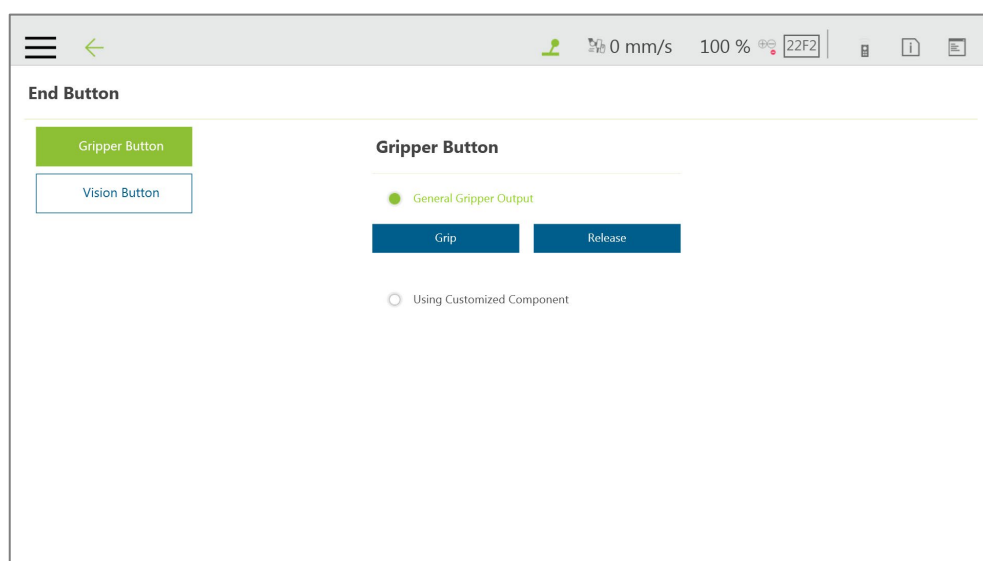 0 mm/s 100 % 22F2
End Button
Gripper Button
Vision Button
Gripper Button
General Gripper Output
Grip Release
Using Customized Component